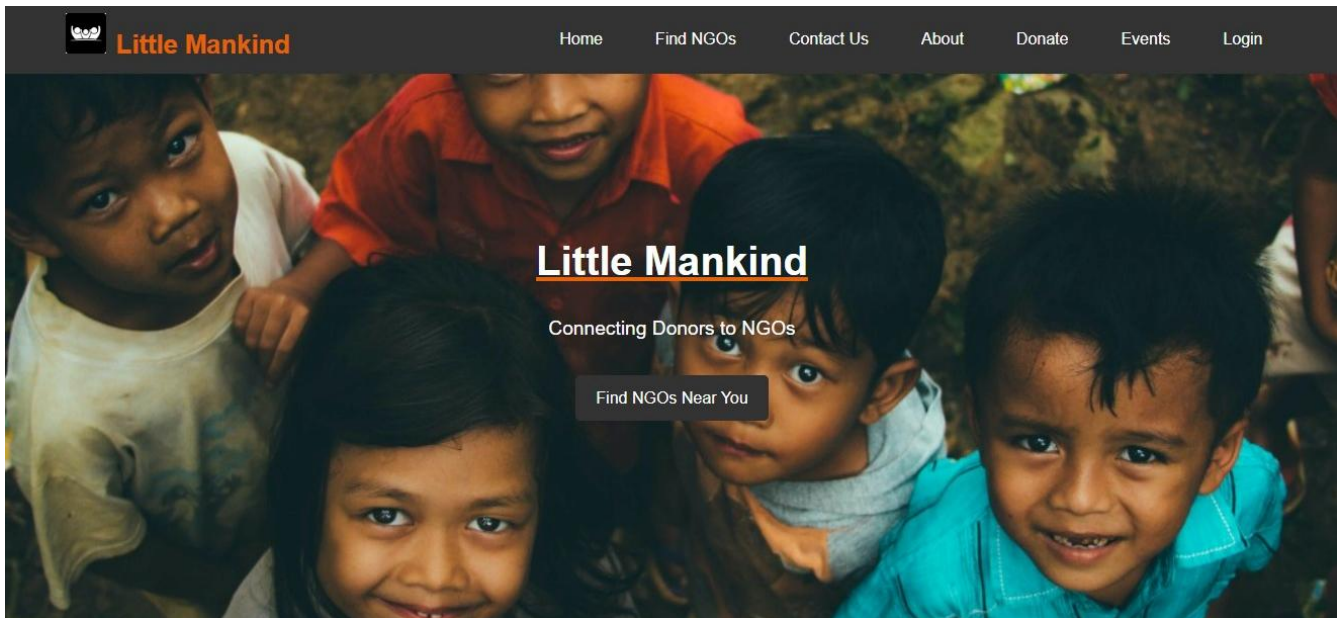 Little Mankind
Home Find NGOs Contact Us About Donate Events Login
Little Mankind
Connecting Donors to NGOs
Find NGOs Near You